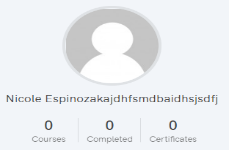 Nicole Espinozakajdhfsmdbaidhsjsdfj
0 0 0
Courses Completed Certificates